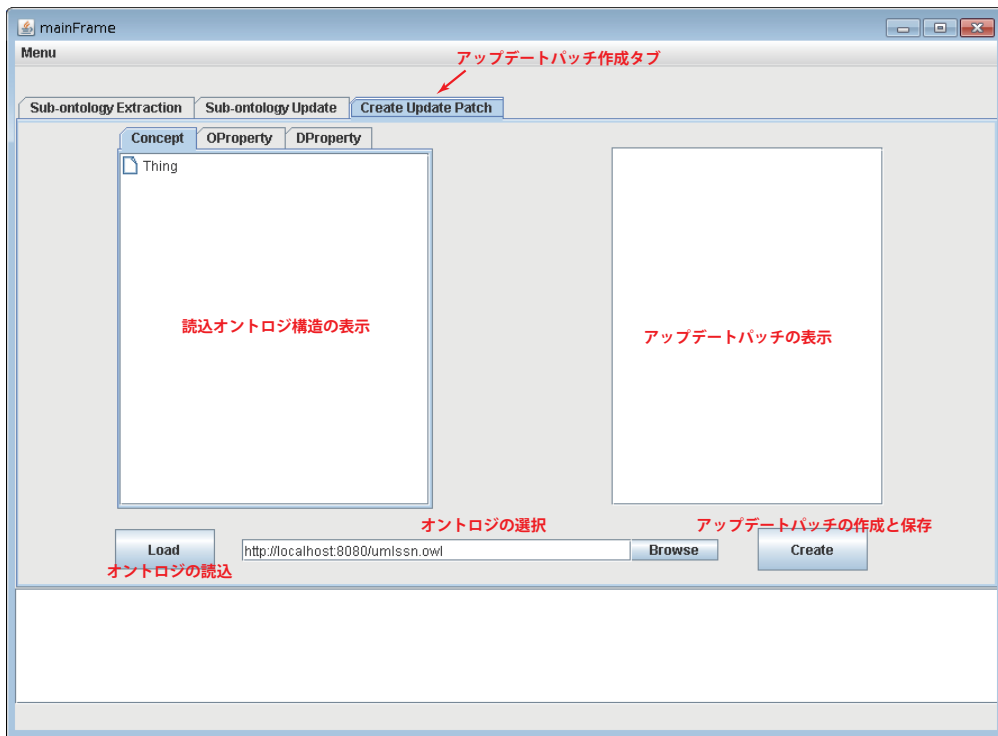 mainFrame
Menu
アップデートパッチ作成タブ
Sub-ontology Extraction
Sub-ontology Update
Create Update Patch
Concept
OProperty
DProperty
Thing
読込オントロジ構造の表示
アップデートパッチの表示
オントロジの選択
アップデートパッチの作成と保存
Load
http://localhost:8080/umlssn.owl
Browse
Create
オントロジの読込